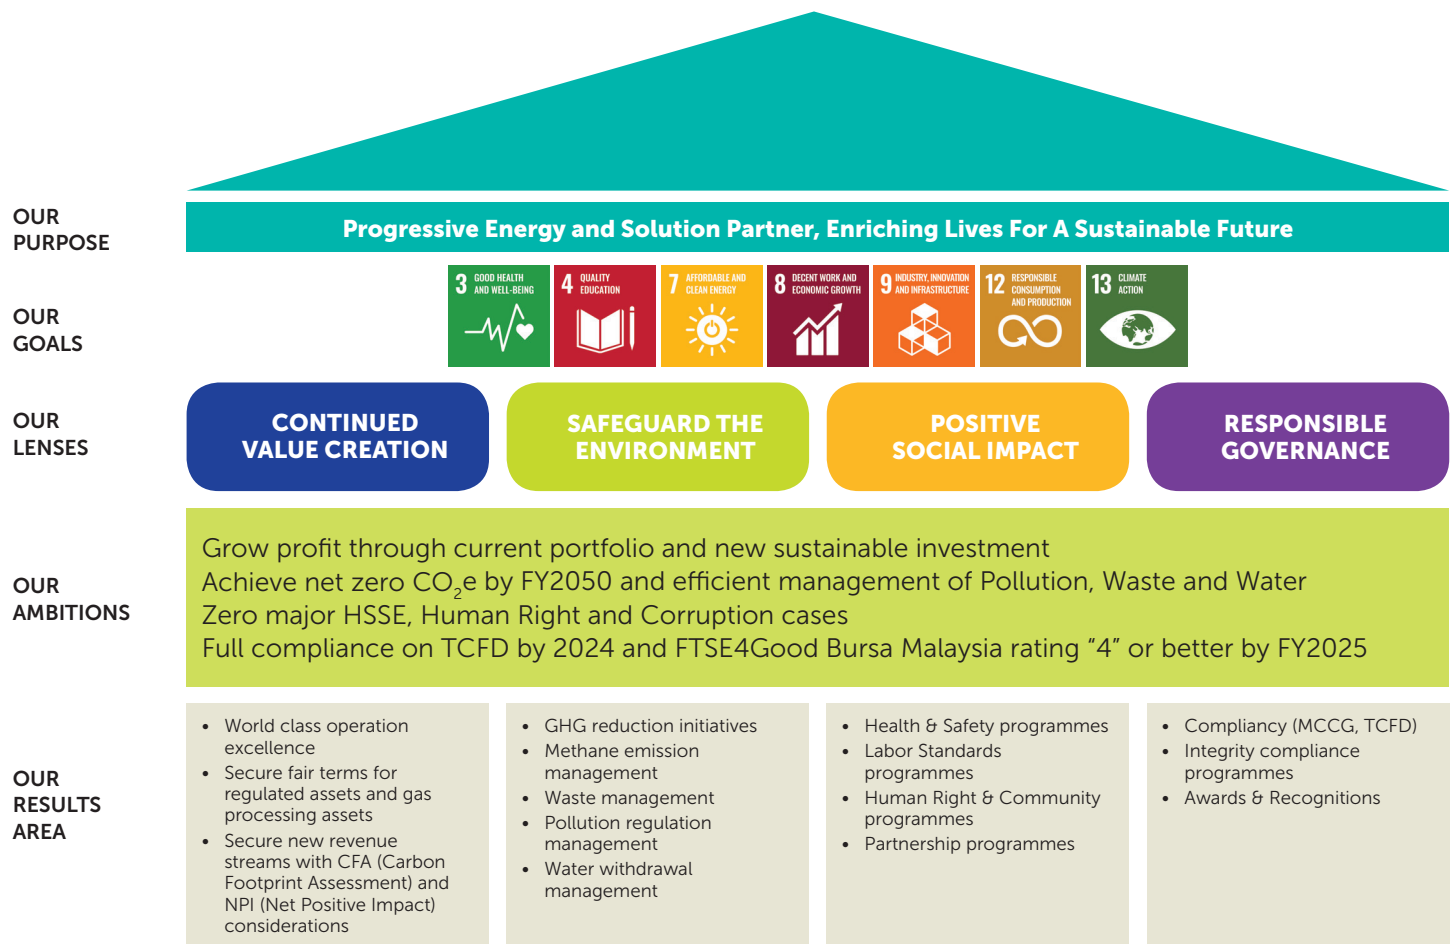 OUR
PURPOSE
Progressive Energy and Solution Partner, Enriching Lives For A Sustainable Future
OUR
GOALS
3 GOOD HEALTH
AND WELL-BEING
4 QUALITY
EDUCATION
7 AFFORDABLE AND
CLEAN ENERGY
8 DECENT WORK AND
ECONOMIC GROWTH
9 INDUSTRY, INNOVATION
AND INFRASTRUCTURE
12 RESPONSIBLE
CONSUMPTION
AND PRODUCTION
13 CLIMATE
ACTION
OUR
LENSES
CONTINUED
VALUE CREATION
SAFEGUARD THE
ENVIRONMENT
POSITIVE
SOCIAL IMPACT
RESPONSIBLE
GOVERNANCE
OUR
AMBITIONS
Grow profit through current portfolio and new sustainable investment
Achieve net zero CO₂e by FY2050 and efficient management of Pollution, Waste and Water
Zero major HSSE, Human Right and Corruption cases
Full compliance on TCFD by 2024 and FTSE4Good Bursa Malaysia rating “4” or better by FY2025
OUR
RESULTS
AREA
• World class operation
excellence
• Secure fair terms for
regulated assets and gas
processing assets
• Secure new revenue
streams with CFA (Carbon
Footprint Assessment) and
NPI (Net Positive Impact)
considerations
• GHG reduction initiatives
• Methane emission
management
• Waste management
• Pollution regulation
management
• Water withdrawal
management
• Health & Safety programmes
• Labor Standards
programmes
• Human Right & Community
programmes
• Partnership programmes
• Compliancy (MCCG, TCFD)
• Integrity compliance
programmes
• Awards & Recognitions